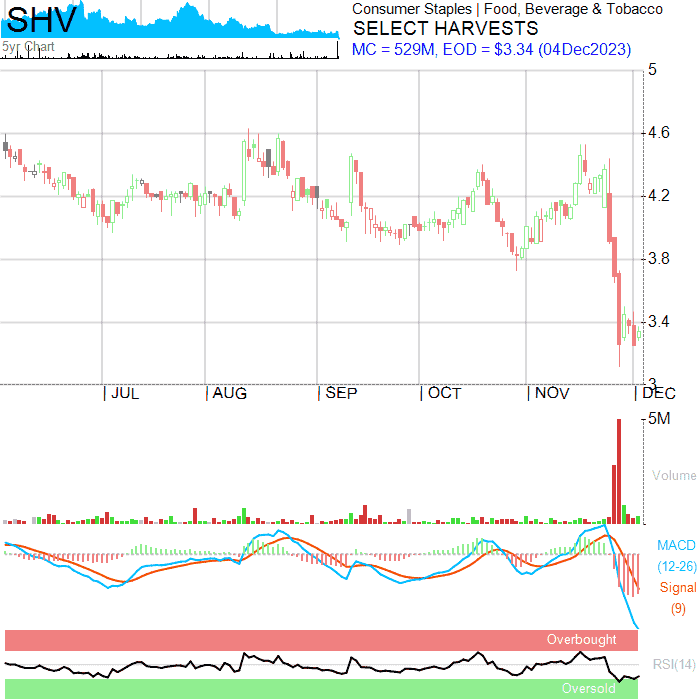 SHV
Consumer Staples | Food, Beverage & Tobacco
SELECT HARVESTS
5yr Chart
MC = 529M, EOD = $3.34 (04Dec2023)
5
4.6
4.2
3.8
3.4
3
JUL AUG SEP OCT NOV DEC
5M
Volume
MACD
(12-26)
Signal
(9)
Overbought
RSI(14)
Oversold